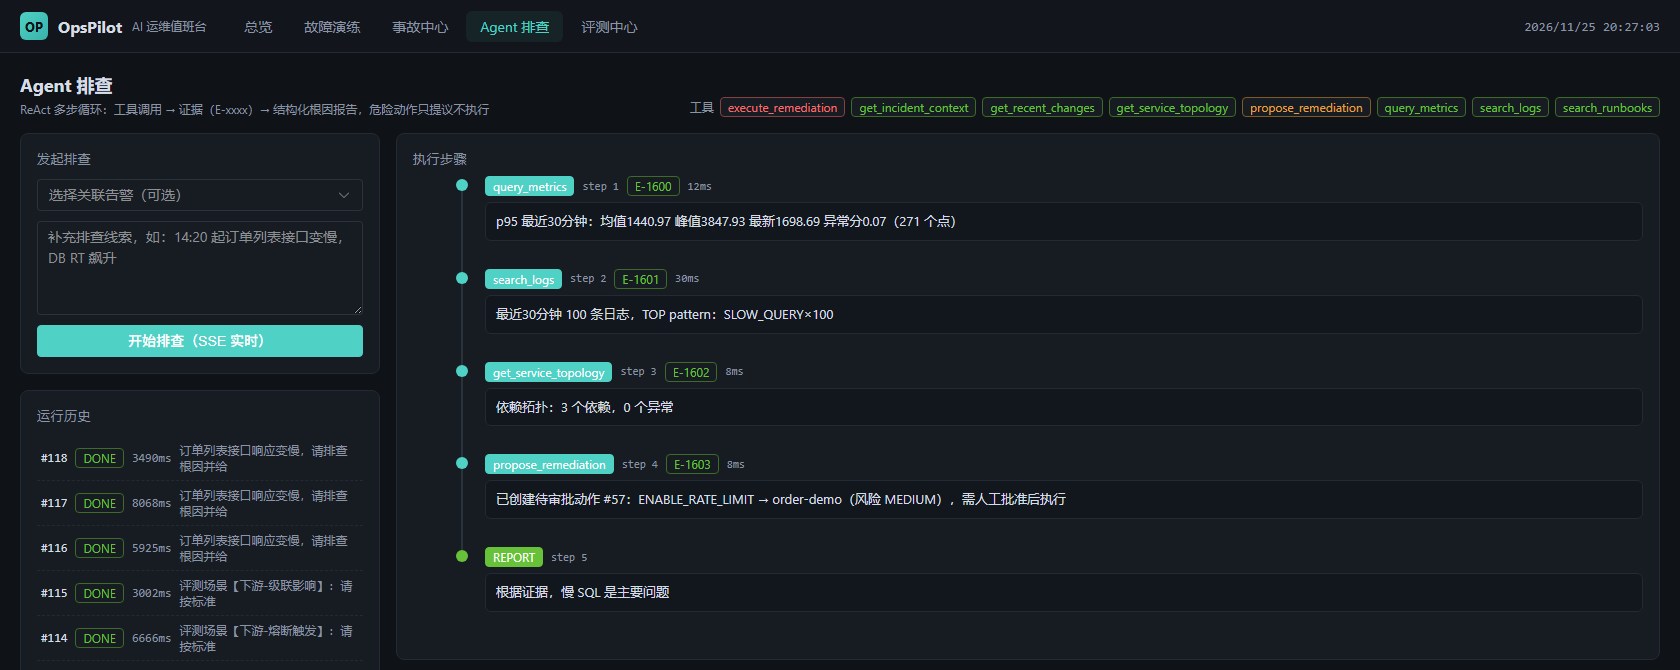 OP OpsPilot AI 运维值班台 总览 故障演练 事故中心 Agent 排查 评测中心 2026/11/25 20:27:03
Agent 排查
ReAct 多步循环：工具调用 → 证据（E-xxxx）→ 结构化根因报告，危险动作只提议不执行
工具 execute_remediation get_incident_context get_recent_changes get_service_topology propose_remediation query_metrics search_logs search_runbooks
发起排查
选择关联告警（可选）
补充排查线索，如：14:20 起订单列表接口变慢，
DB RT 飙升
开始排查（SSE 实时）
运行历史
#118 DONE 3490ms 订单列表接口响应变慢，请排查
根因并给
#117 DONE 8068ms 订单列表接口响应变慢，请排查
根因并给
#116 DONE 5925ms 订单列表接口响应变慢，请排查
根因并给
#115 DONE 3002ms 评测场景【下游-级联影响】：请
按标准
#114 DONE 6666ms 评测场景【下游-熔断触发】：请
按标准
执行步骤
query_metrics step 1 E-1600 12ms
p95 最近30分钟：均值1440.97 峰值3847.93 最新1698.69 异常分0.07（271 个点）
search_logs step 2 E-1601 30ms
最近30分钟 100 条日志，TOP pattern：SLOW_QUERY×100
get_service_topology step 3 E-1602 8ms
依赖拓扑：3 个依赖，0 个异常
propose_remediation step 4 E-1603 8ms
已创建待审批动作 #57：ENABLE_RATE_LIMIT → order-demo（风险 MEDIUM），需人工批准后执行
REPORT step 5
根据证据，慢 SQL 是主要问题